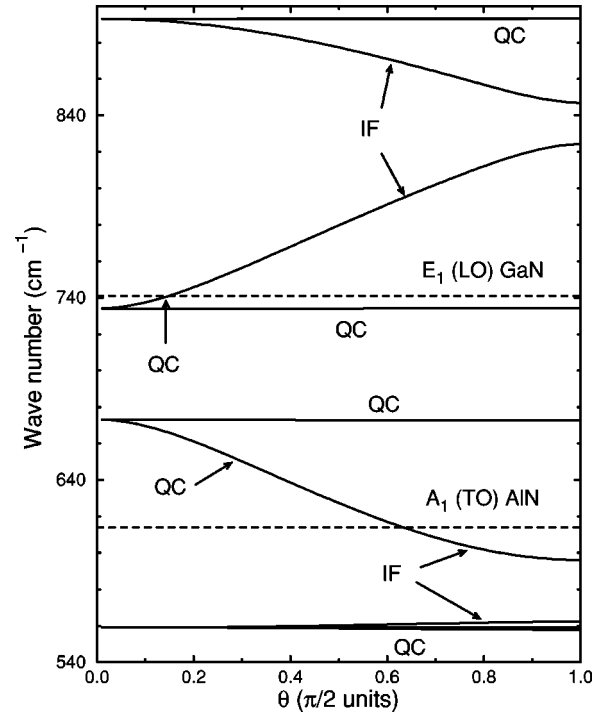 QC
840
IF
E₁ (LO) GaN
740
QC
QC
QC
QC
640
A₁ (TO) AlN
IF
QC
540
0.0 0.2 0.4 0.6 0.8 1.0
θ (π/2 units)
Wave number (cm⁻¹)